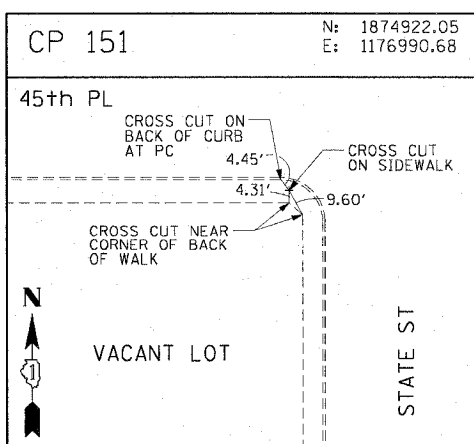 CP 151
N: 1874922.05
E: 1176990.68
45th PL
CROSS CUT ON
BACK OF CURB
AT PC
4.45'
CROSS CUT
ON SIDEWALK
4.31'
9.60'
CROSS CUT NEAR
CORNER OF BACK
OF WALK
N
1
VACANT LOT
STATE ST